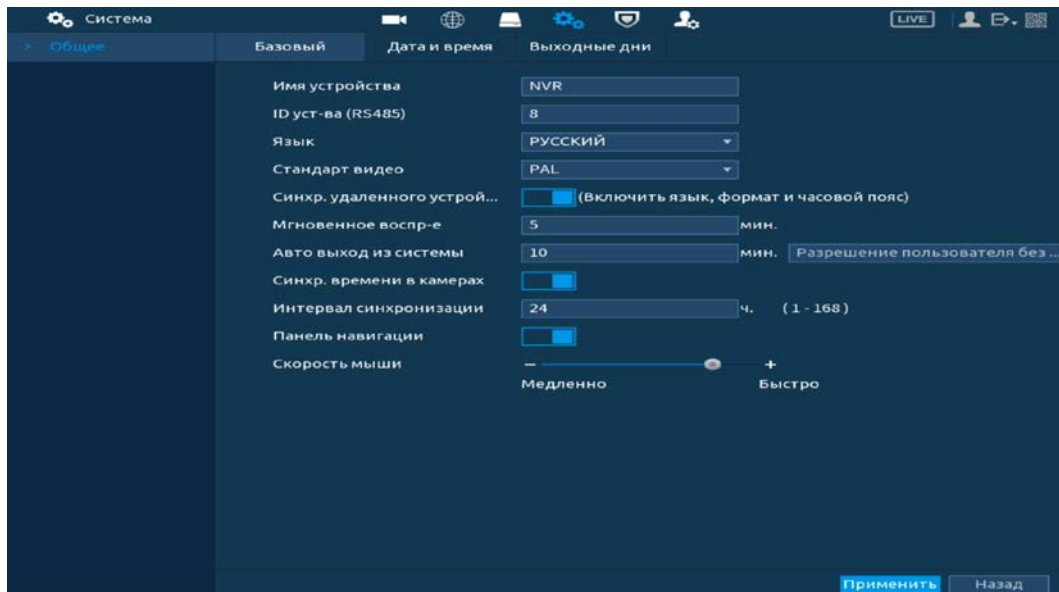 Система LIVE
Общее Базовый Дата и время Выходные дни
Имя устройства NVR
ID уст-ва (RS485) 8
Язык РУССКИЙ
Стандарт видео PAL
Синхр. удаленного устрой... (Включить язык, формат и часовой пояс)
Мгновенное воспр-е 5 мин.
Авто выход из системы 10 мин. Разрешение пользователя без ...
Синхр. времени в камерах
Интервал синхронизации 24 ч. (1-168)
Панель навигации
Скорость мыши − +
Медленно Быстро
Применить Назад